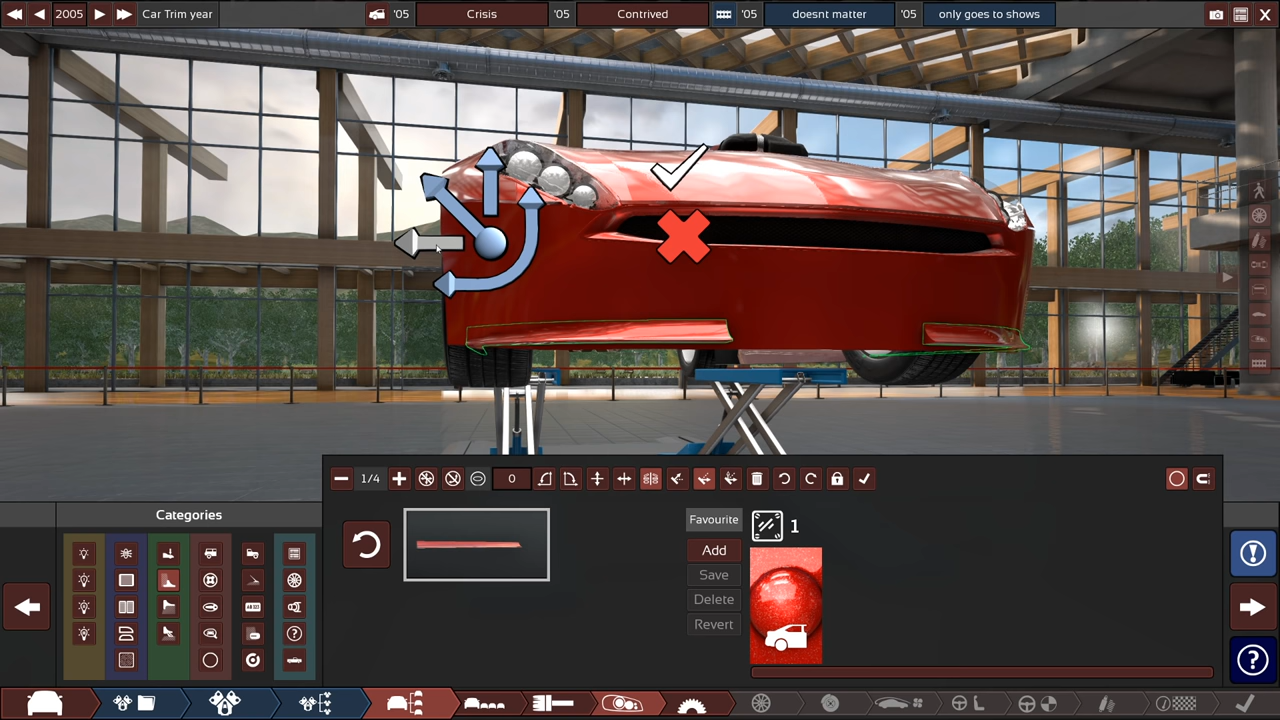 2005 Car Trim year '05 Crisis '05 Contrived '05 doesnt matter '05 only goes to shows
1/4 0
Categories
Favourite 1
Add
Save
Delete
Revert
?